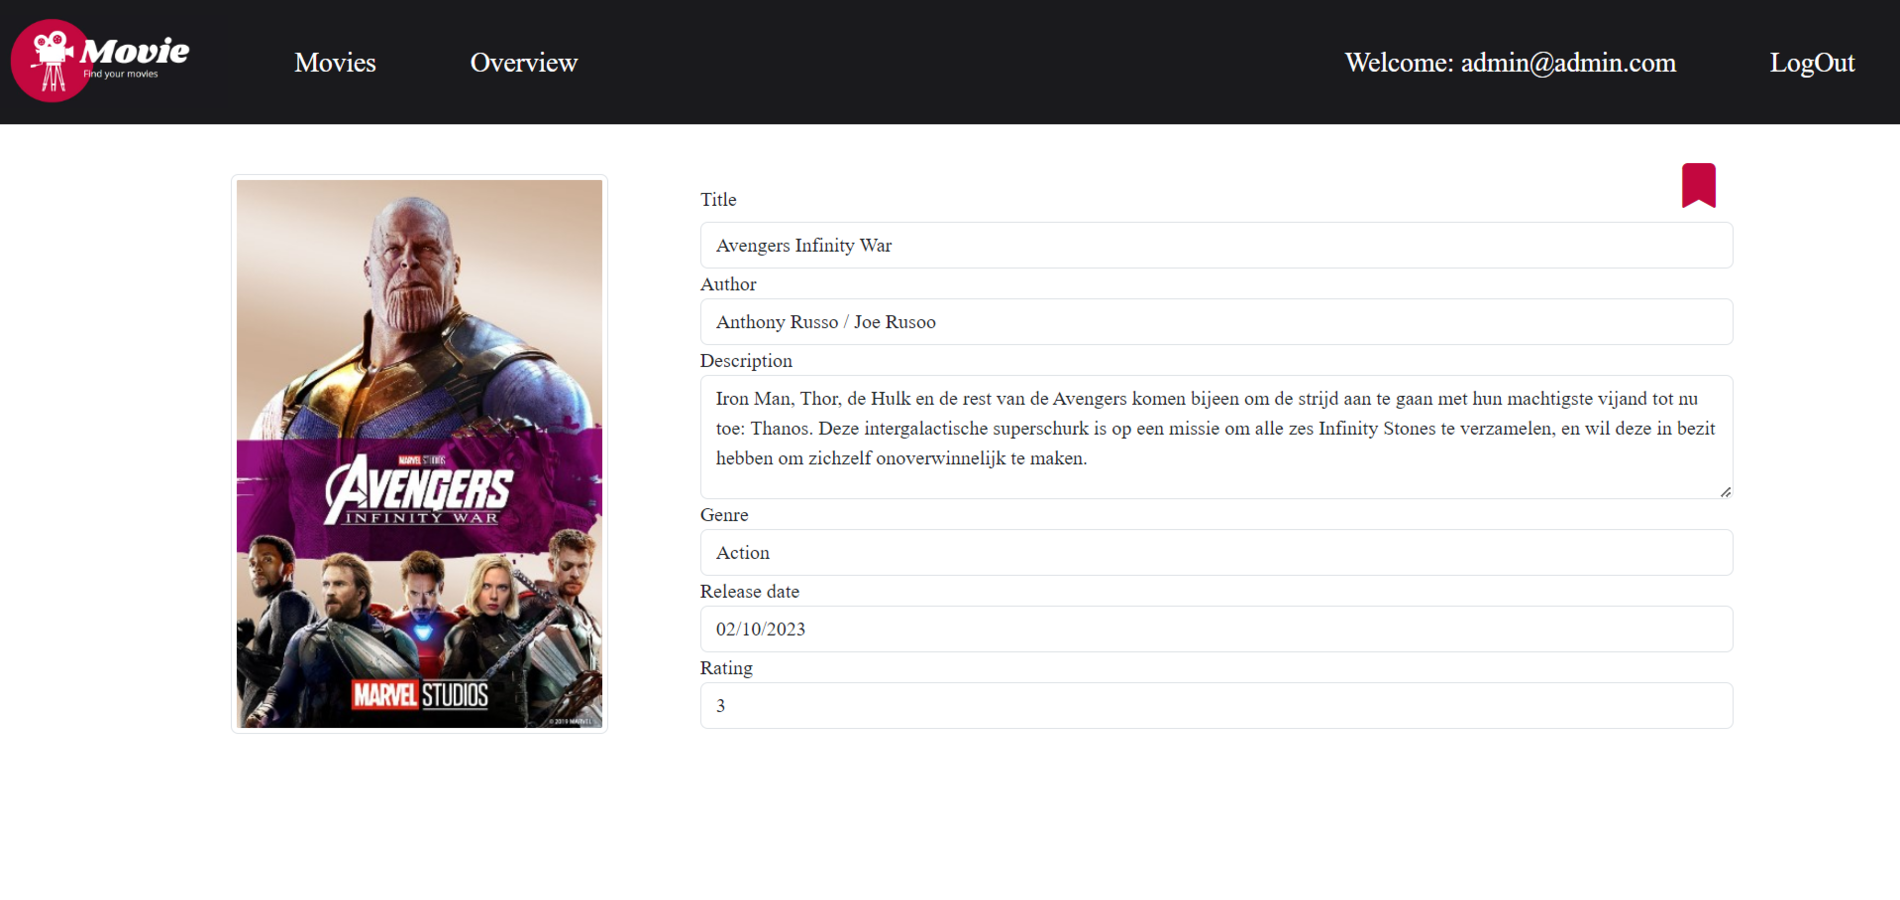 Movie
Find your movies
Movies
Overview
Welcome: admin@admin.com
LogOut
MARVEL STUDIOS
AVENGERS
INFINITY WAR
MARVEL STUDIOS
© 2019 MARVEL
Title
Avengers Infinity War
Author
Anthony Russo / Joe Rusoo
Description
Iron Man, Thor, de Hulk en de rest van de Avengers komen bijeen om de strijd aan te gaan met hun machtigste vijand tot nu
toe: Thanos. Deze intergalactische superschurk is op een missie om alle zes Infinity Stones te verzamelen, en wil deze in bezit
hebben om zichzelf onoverwinnelijk te maken.
Genre
Action
Release date
02/10/2023
Rating
3